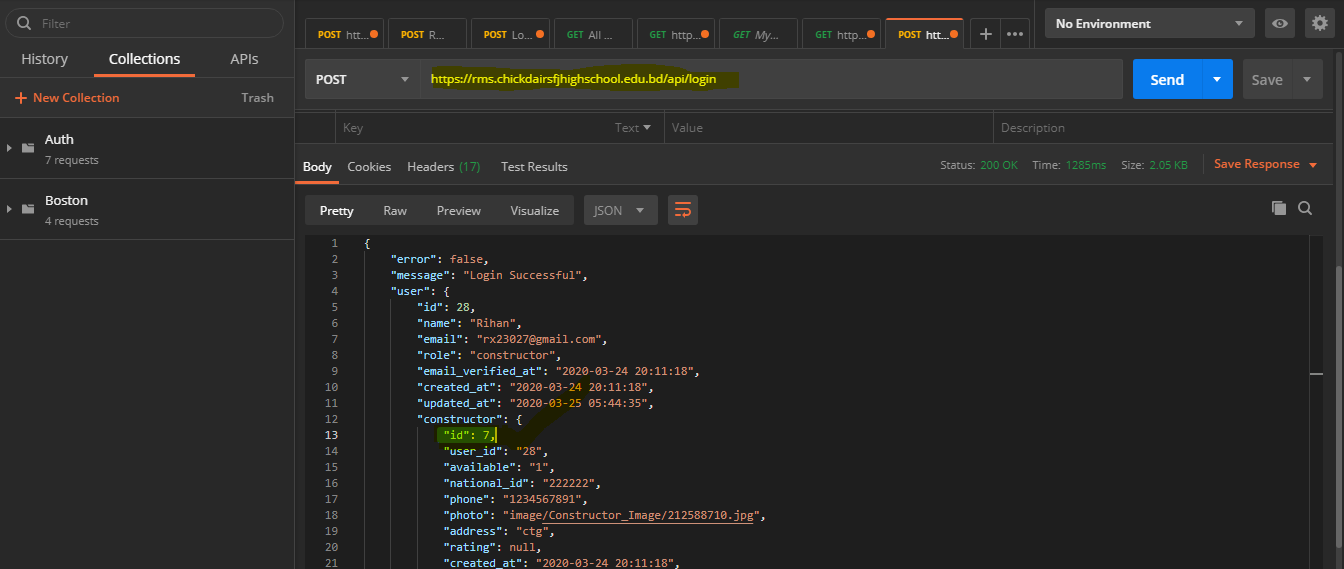 Filter
History Collections APIs
+ New Collection Trash
Auth
7 requests
Boston
4 requests
POST htt... POST R... POST Lo... GET All ... GET http... GET My... GET http... POST htt... + •••
No Environment
POST https://rms.chickdairsfjhighschool.edu.bd/api/login Send Save
Key Text Value Description
Body Cookies Headers (17) Test Results Status: 200 OK Time: 1285ms Size: 2.05 KB Save Response
Pretty Raw Preview Visualize JSON
1 {
2 "error": false,
3 "message": "Login Successful",
4 "user": {
5 "id": 28,
6 "name": "Rihan",
7 "email": "rx23027@gmail.com",
8 "role": "constructor",
9 "email_verified_at": "2020-03-24 20:11:18",
10 "created_at": "2020-03-24 20:11:18",
11 "updated_at": "2020-03-25 05:44:35",
12 "constructor": {
13 "id": 7,
14 "user_id": "28",
15 "available": "1",
16 "national_id": "222222",
17 "phone": "1234567891",
18 "photo": "image/Constructor_Image/212588710.jpg",
19 "address": "ctg",
20 "rating": null,
21 "created_at": "2020-03-24 20:11:18",